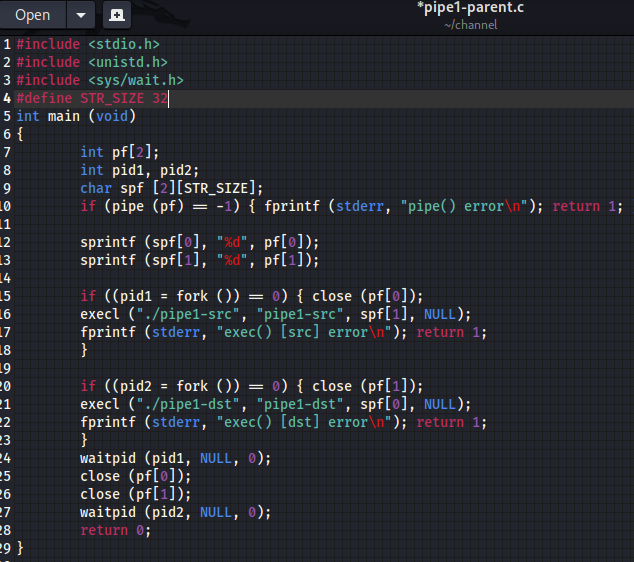 Open
*pipe1-parent.c
~/channel
1 #include <stdio.h>
2 #include <unistd.h>
3 #include <sys/wait.h>
4 #define STR_SIZE 32
5 int main (void)
6 {
7 int pf[2];
8 int pid1, pid2;
9 char spf [2][STR_SIZE];
10 if (pipe (pf) == -1) { fprintf (stderr, "pipe() error\n"); return 1;
11
12 sprintf (spf[0], "%d", pf[0]);
13 sprintf (spf[1], "%d", pf[1]);
14
15 if ((pid1 = fork ()) == 0) { close (pf[0]);
16 execl ("./pipe1-src", "pipe1-src", spf[1], NULL);
17 fprintf (stderr, "exec() [src] error\n"); return 1;
18 }
19
20 if ((pid2 = fork ()) == 0) { close (pf[1]);
21 execl ("./pipe1-dst", "pipe1-dst", spf[0], NULL);
22 fprintf (stderr, "exec() [dst] error\n"); return 1;
23 }
24 waitpid (pid1, NULL, 0);
25 close (pf[0]);
26 close (pf[1]);
27 waitpid (pid2, NULL, 0);
28 return 0;
29 }